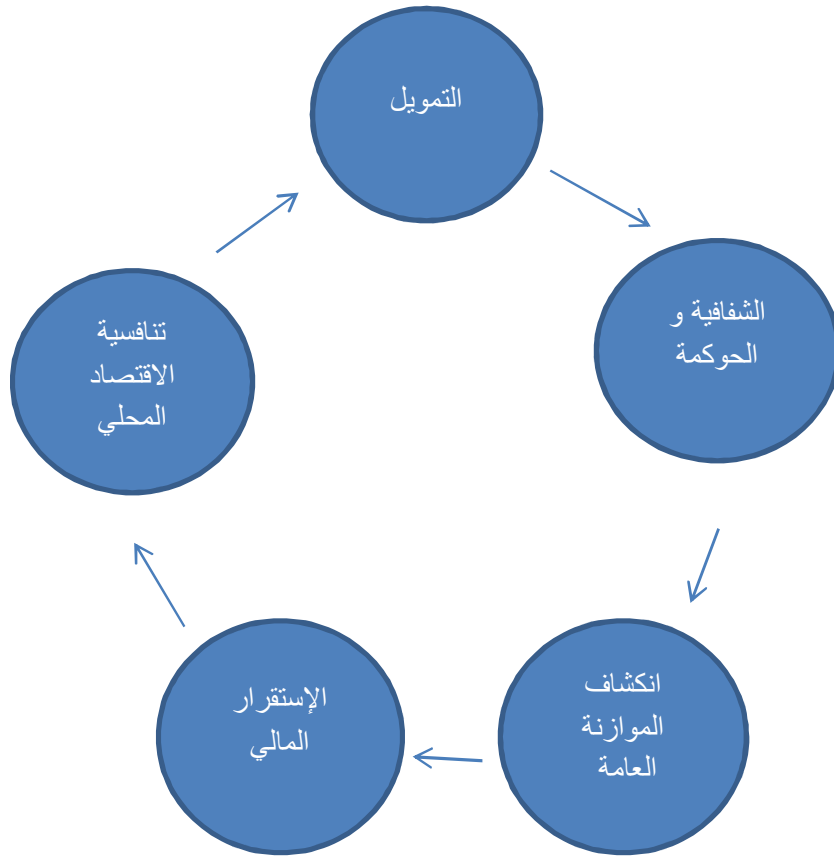 التمويل
الشفافية و
الحوكمة
انكشاف
الموازنة
العامة
الإستقرار
المالي
تنافسية
الاقتصاد
المحلي